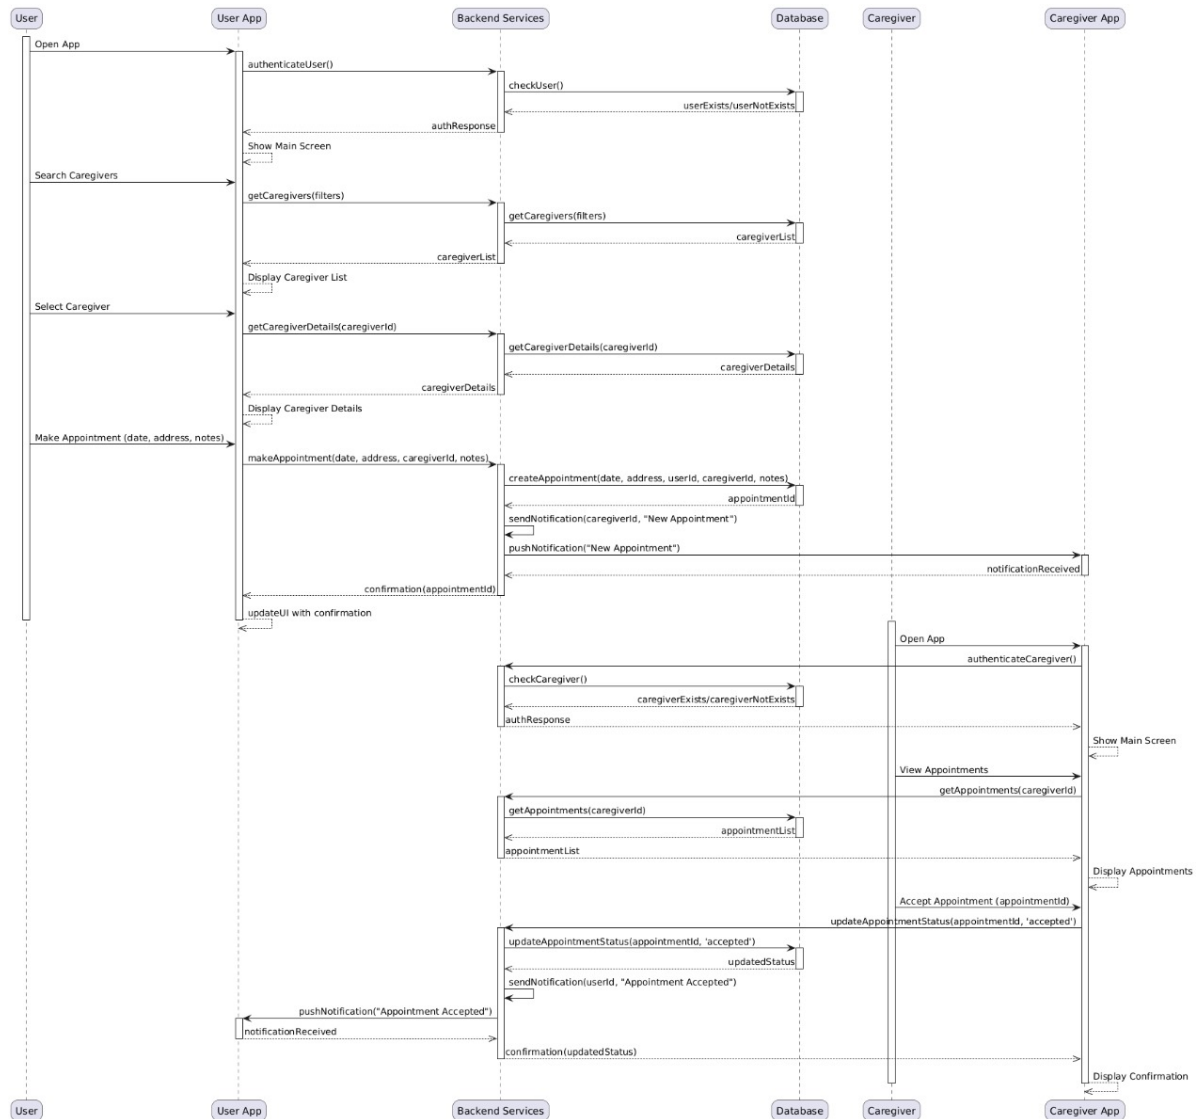 User
User App
Backend Services
Database
Caregiver
Caregiver App
Open App
authenticateUser()
checkUser()
userExists/userNotExists
authResponse
Show Main Screen
Search Caregivers
getCaregivers(filters)
getCaregivers(filters)
caregiverList
caregiverList
Display Caregiver List
Select Caregiver
getCaregiverDetails(caregiverId)
getCaregiverDetails(caregiverId)
caregiverDetails
caregiverDetails
Display Caregiver Details
Make Appointment (date, address, notes)
makeAppointment(date, address, caregiverId, notes)
createAppointment(date, address, userId, caregiverId, notes)
appointmentId
sendNotification(caregiverId, "New Appointment")
pushNotification("New Appointment")
notificationReceived
confirmation(appointmentId)
updateUI with confirmation
Open App
authenticateCaregiver()
checkCaregiver()
caregiverExists/caregiverNotExists
authResponse
Show Main Screen
View Appointments
getAppointments(caregiverId)
getAppointments(caregiverId)
appointmentList
appointmentList
Display Appointments
Accept Appointment (appointmentId)
updateAppointmentStatus(appointmentId, 'accepted')
updateAppointmentStatus(appointmentId, 'accepted')
updatedStatus
sendNotification(userId, "Appointment Accepted")
pushNotification("Appointment Accepted")
notificationReceived
confirmation(updatedStatus)
Display Confirmation
User
User App
Backend Services
Database
Caregiver
Caregiver App